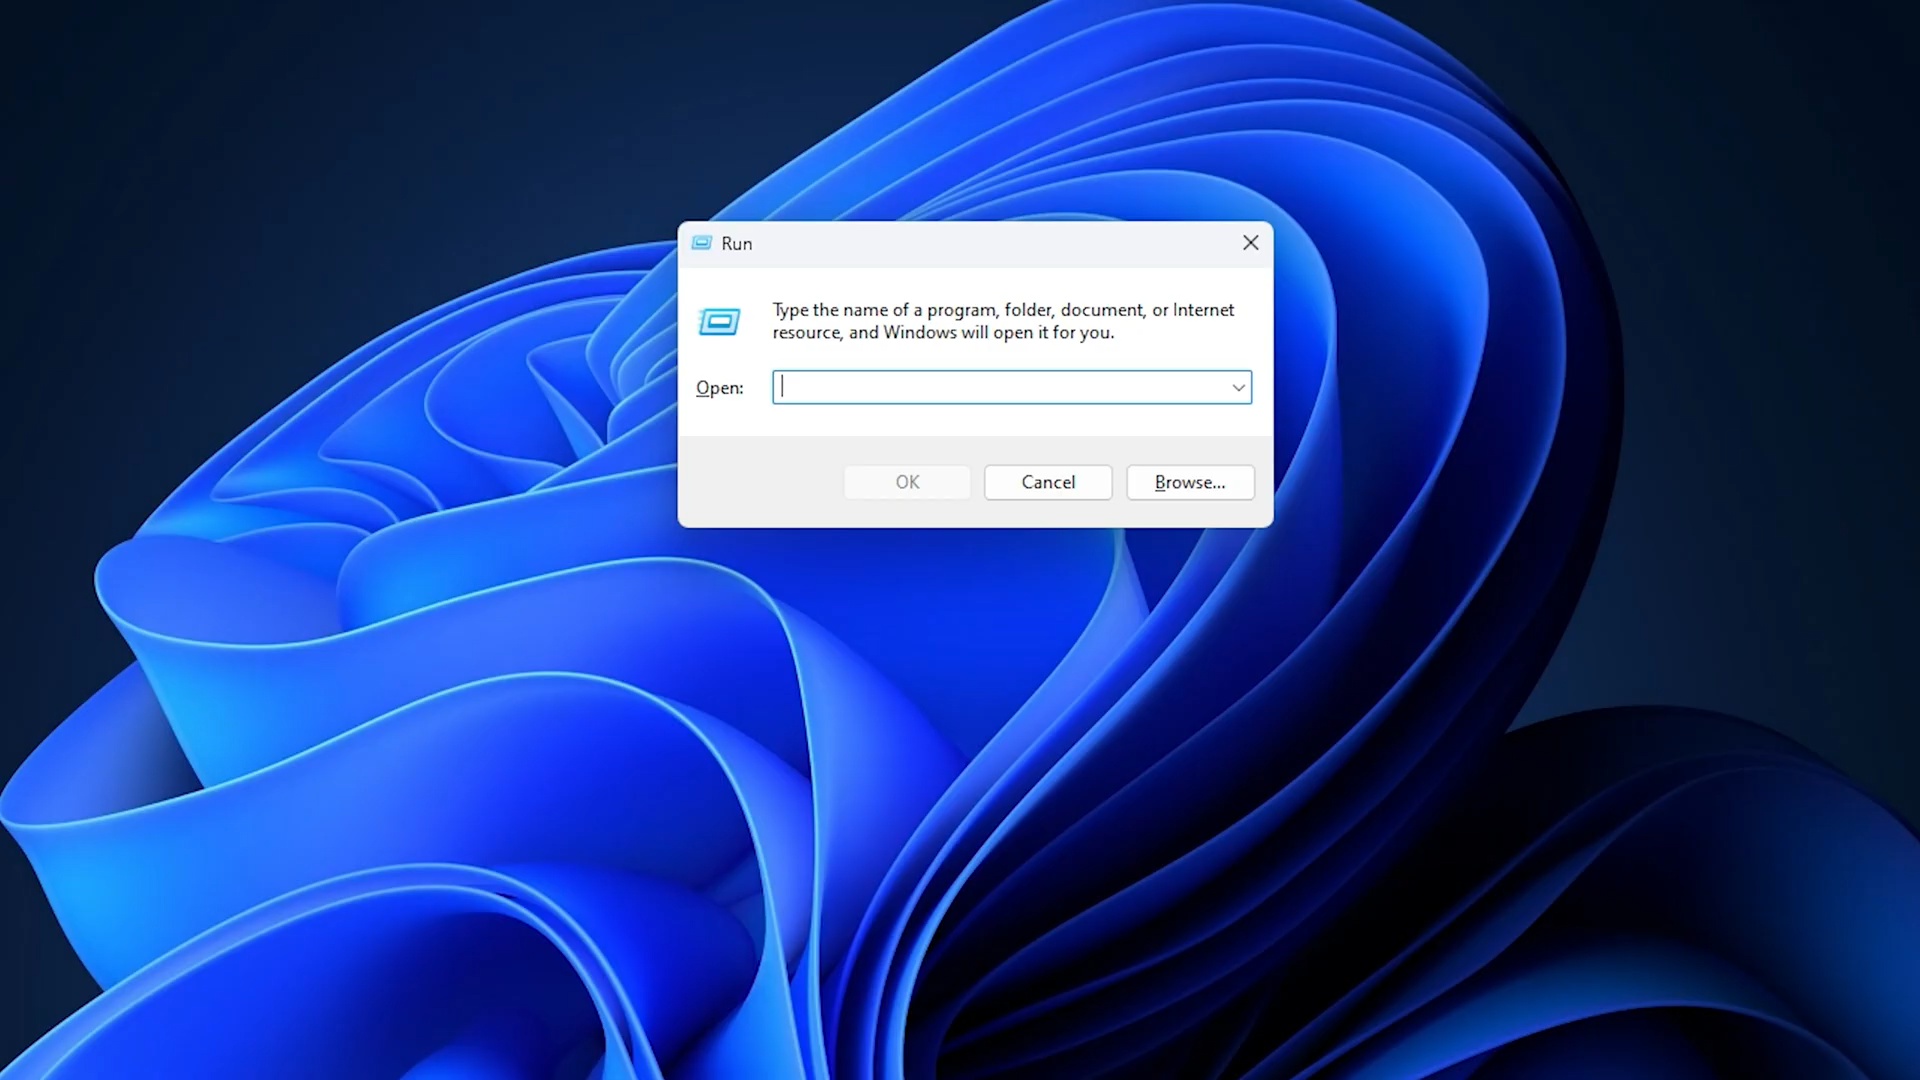 Run
Type the name of a program, folder, document, or Internet
resource, and Windows will open it for you.
Open:
OK
Cancel
Browse...